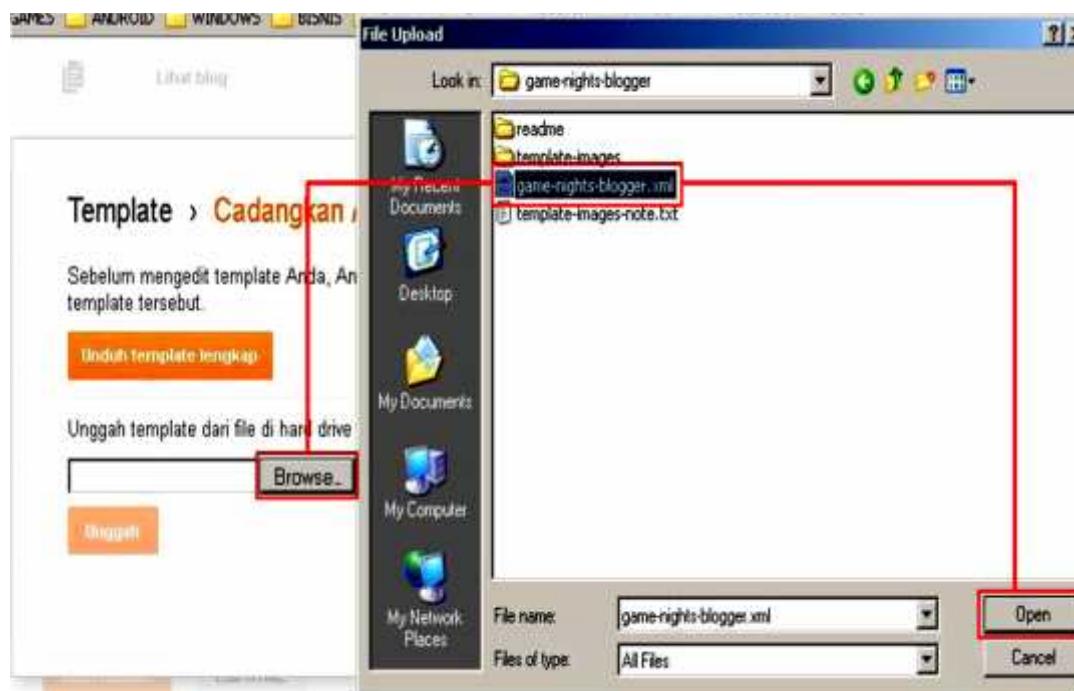 GAMES ANDROID WINDOWS BISNIS
Lihat blog
Template › Cadangkan
Sebelum mengedit template Anda, An
template tersebut.
Unduh template lengkap
Unggah template dari file di hard drive
Browse..
Unggah
File Upload
Look in: game-nights-blogger
My Recent
Documents
Desktop
My Documents
My Computer
My Network
Places
readme
template-images
game-nights-blogger.xml
template-images-note.txt
File name: game-nights-blogger.xml
Open
Files of type: All Files
Cancel